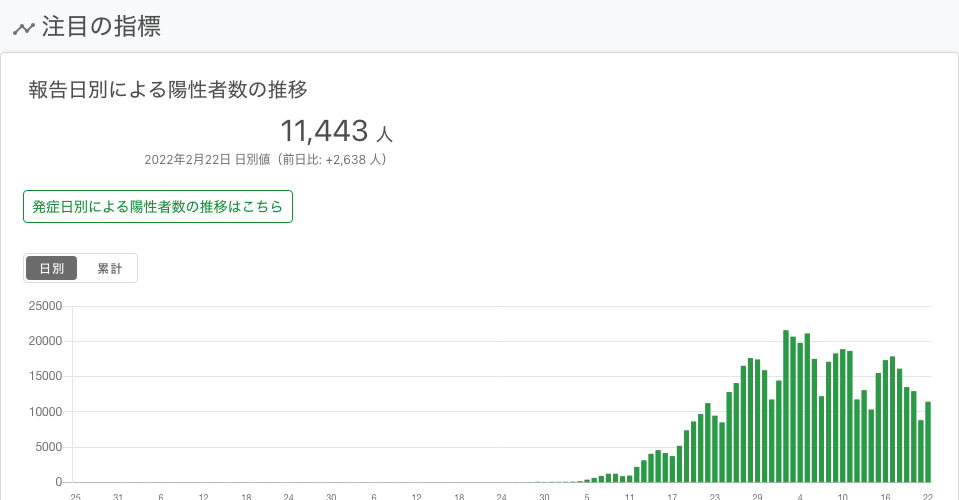 注目の指標
報告日別による陽性者数の推移
11,443 人
2022年2月22日 日別値（前日比: +2,638 人）
発症日別による陽性者数の推移はこちら
日別 累計
25000
20000
15000
10000
5000
0
25 31 6 12 18 24 30 6 12 18 24 30 5 11 17 23 29 4 10 16 22